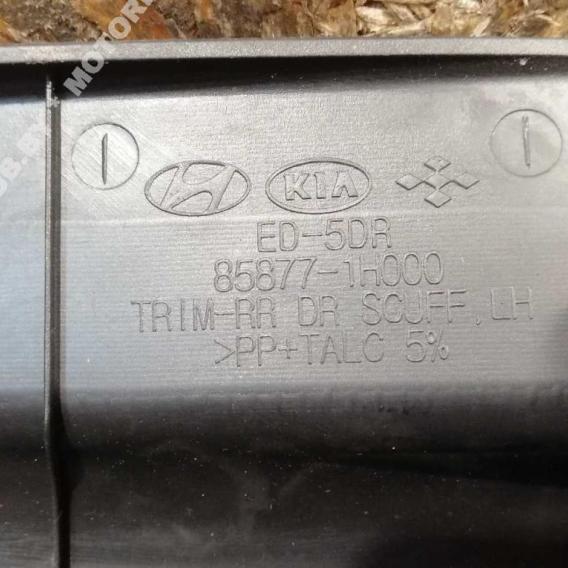 KIA
ED-5DR
85877-1H000
TRIM-RR DR SCUFF, LH
>PP+TALC 5%